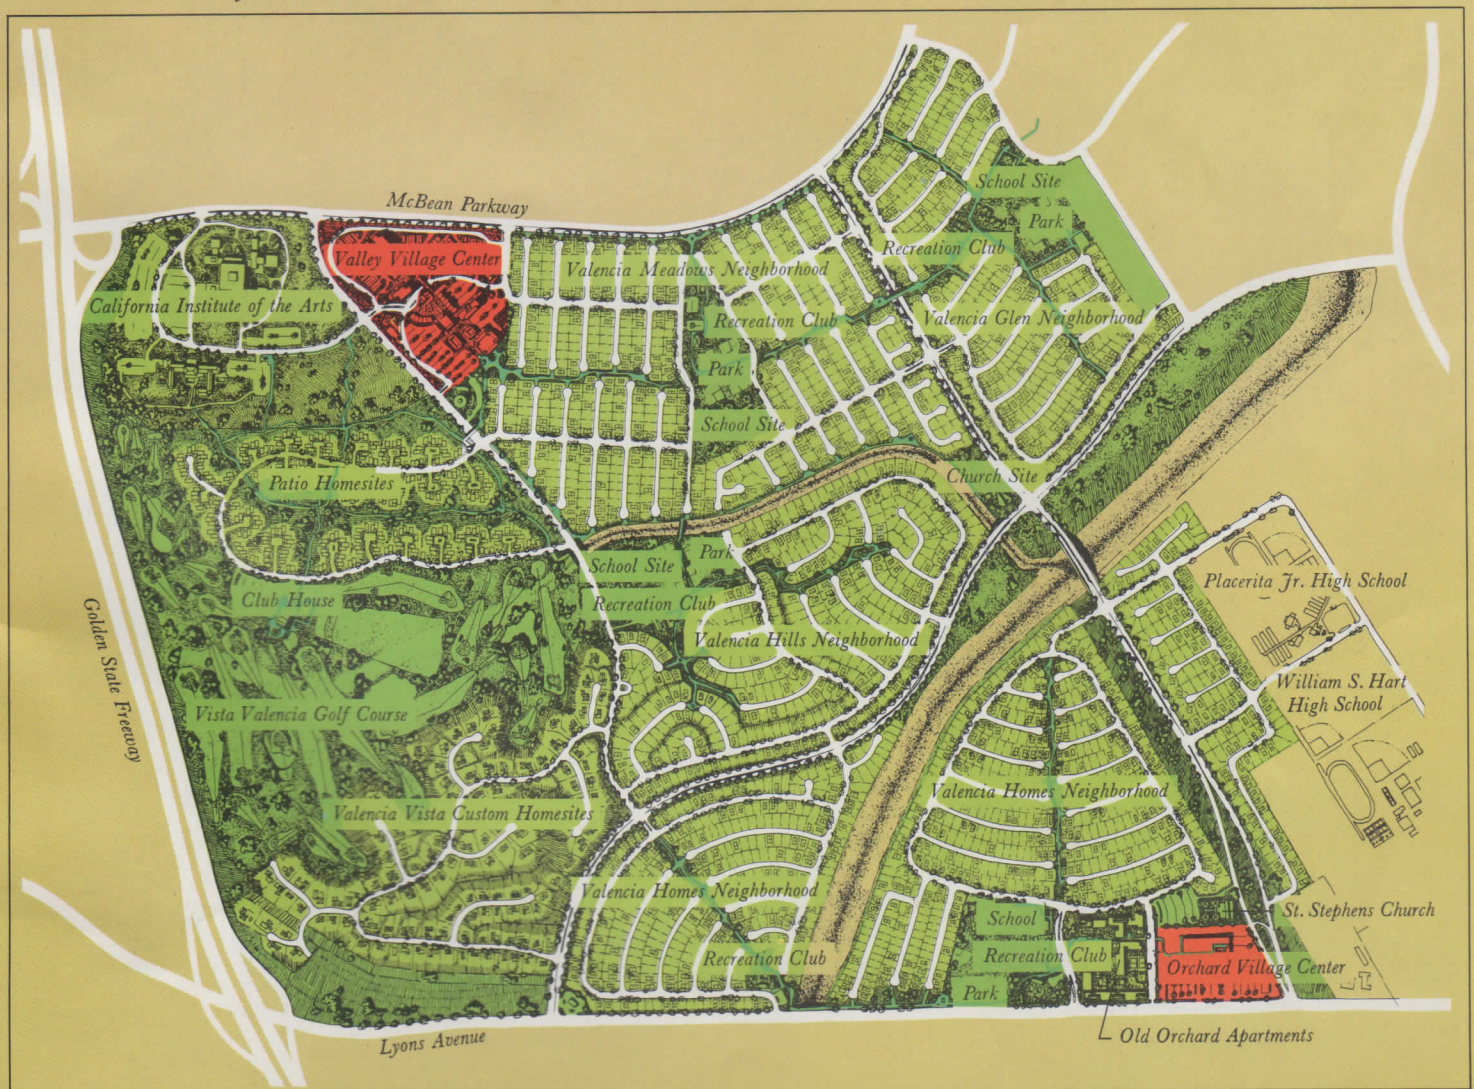 McBean Parkway
School Site
Park
Recreation Club
Valley Village Center
Valencia Meadows Neighborhood
California Institute of the Arts
Recreation Club
Valencia Glen Neighborhood
Park
School Site
Patio Homesites
Church Site
School Site
Park
Placerita Jr. High School
Club House
Recreation Club
Valencia Hills Neighborhood
Golden State Freeway
William S. Hart
High School
Vista Valencia Golf Course
Valencia Homes Neighborhood
Valencia Vista Custom Homesites
Valencia Homes Neighborhood
School
St. Stephens Church
Recreation Club
Recreation Club
Orchard Village Center
Park
Lyons Avenue
Old Orchard Apartments